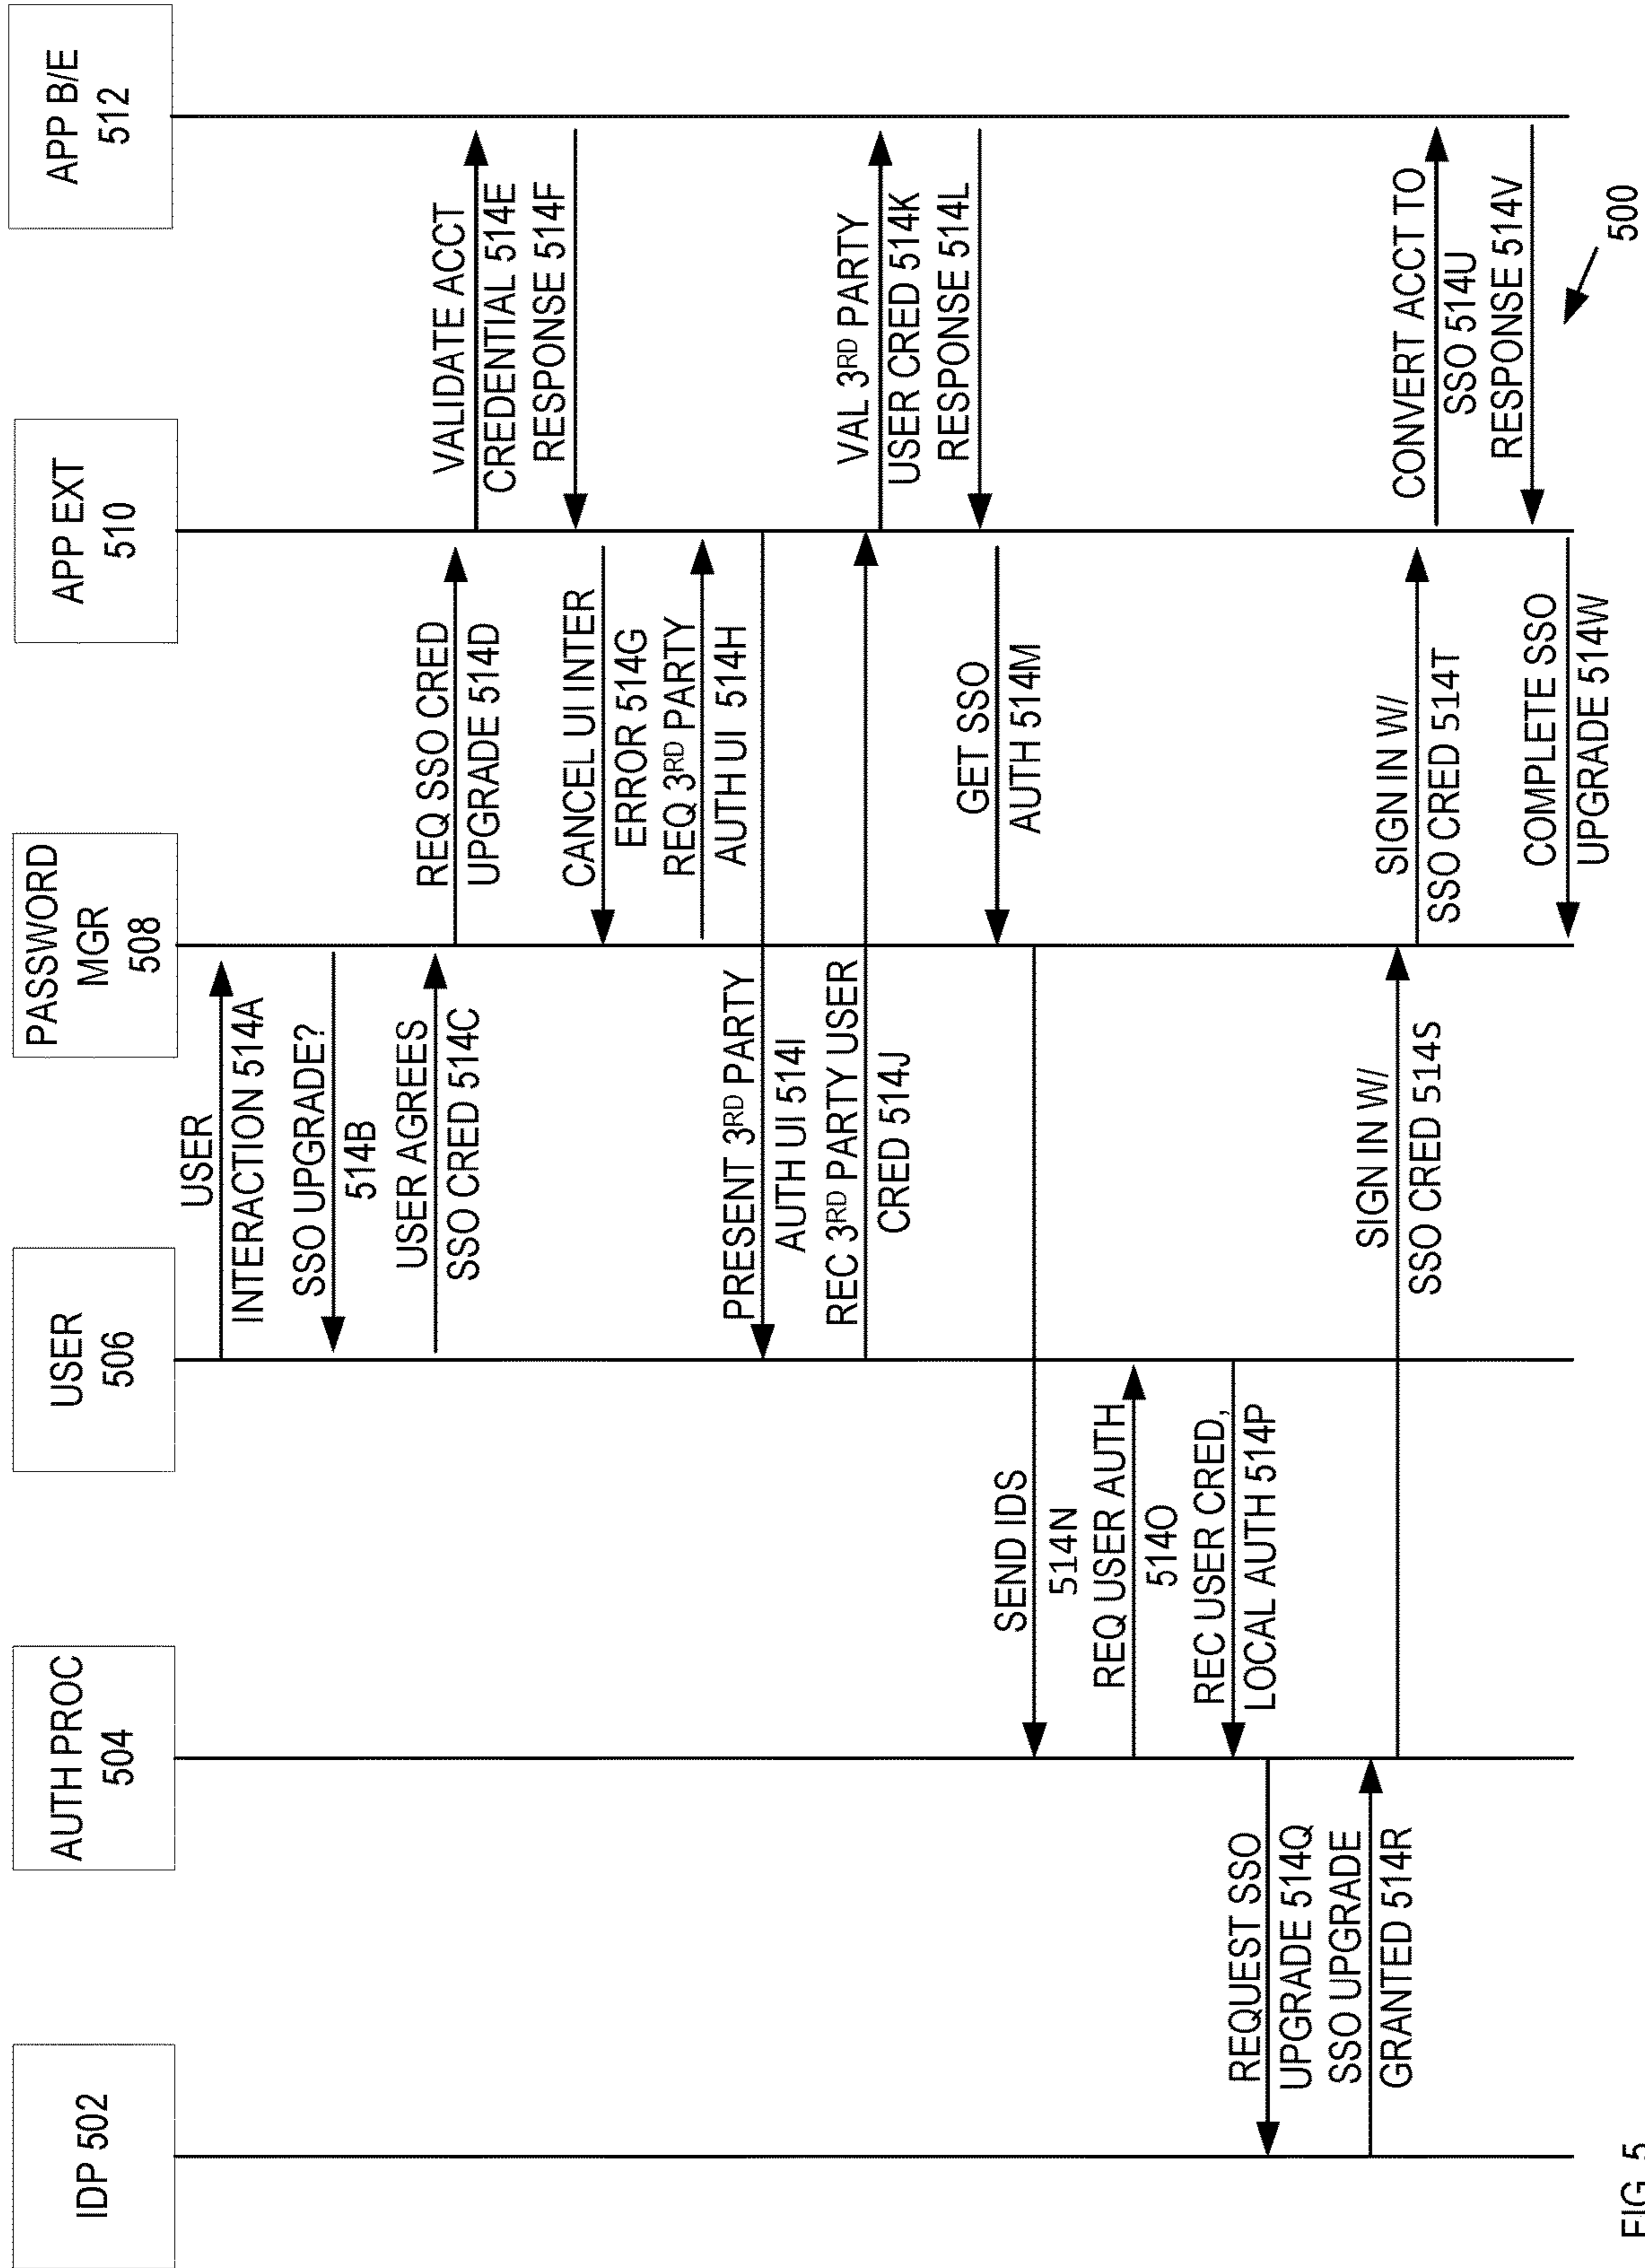 IDP 502
AUTH PROC
504
USER
506
PASSWORD
MGR
508
APP EXT
510
APP B/E
512
USER
INTERACTION 514A
SSO UPGRADE?
514B
USER AGREES
SSO CRED 514C
REQ SSO CRED
UPGRADE 514D
VALIDATE ACCT
CREDENTIAL 514E
RESPONSE 514F
CANCEL UI INTER
ERROR 514G
REQ 3RD PARTY
AUTH UI 514H
PRESENT 3RD PARTY
AUTH UI 514I
REC 3RD PARTY USER
CRED 514J
VAL 3RD PARTY
USER CRED 514K
RESPONSE 514L
GET SSO
AUTH 514M
SEND IDS
514N
REQ USER AUTH
514O
REC USER CRED,
LOCAL AUTH 514P
REQUEST SSO
UPGRADE 514Q
SSO UPGRADE
GRANTED 514R
SIGN IN W/
SSO CRED 514S
SIGN IN W/
SSO CRED 514T
CONVERT ACCT TO
SSO 514U
RESPONSE 514V
COMPLETE SSO
UPGRADE 514W
500
FIG. 5